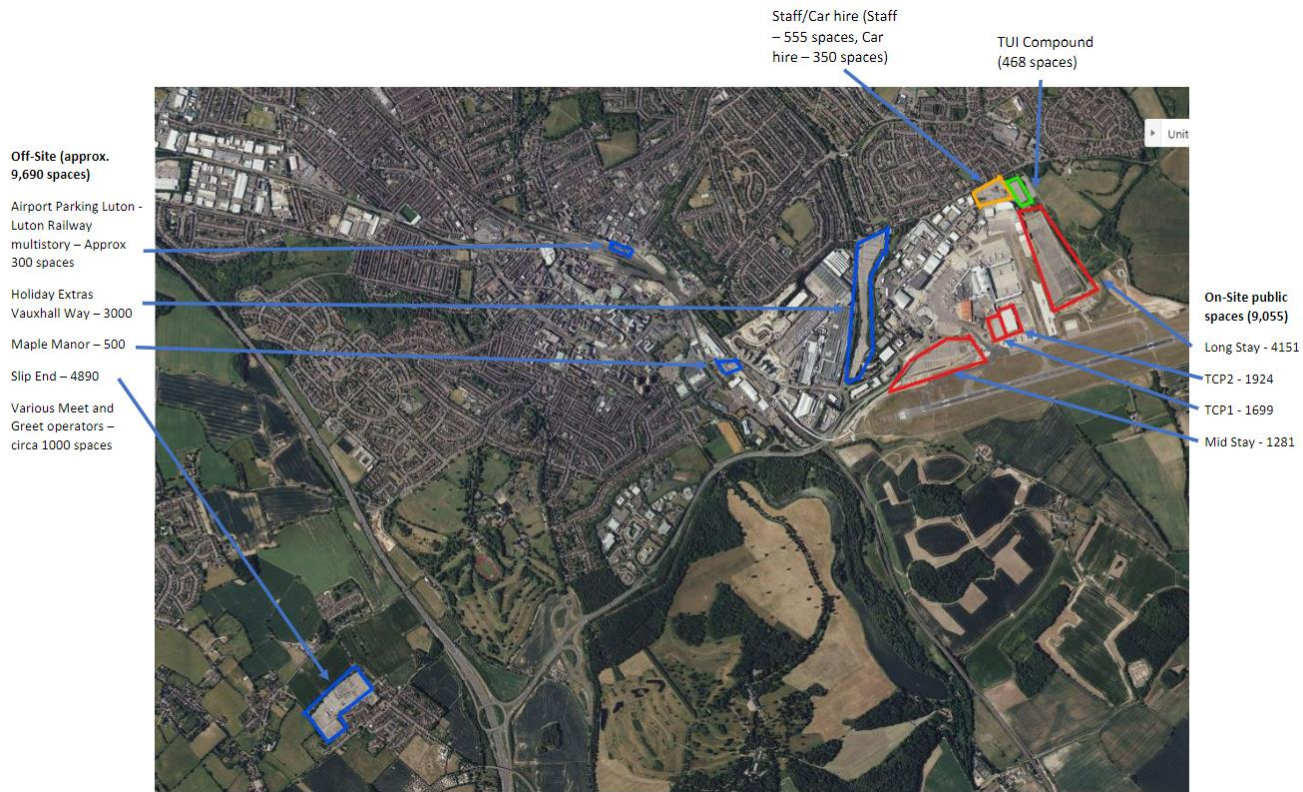 Staff/Car hire (Staff
– 555 spaces, Car
hire – 350 spaces)
TUI Compound
(468 spaces)
Unit
Off-Site (approx.
9,690 spaces)
Airport Parking Luton -
Luton Railway
multistory – Approx
300 spaces
Holiday Extras
Vauxhall Way – 3000
Maple Manor – 500
Slip End – 4890
Various Meet and
Greet operators –
circa 1000 spaces
On-Site public
spaces (9,055)
Long Stay - 4151
TCP2 - 1924
TCP1 - 1699
Mid Stay - 1281